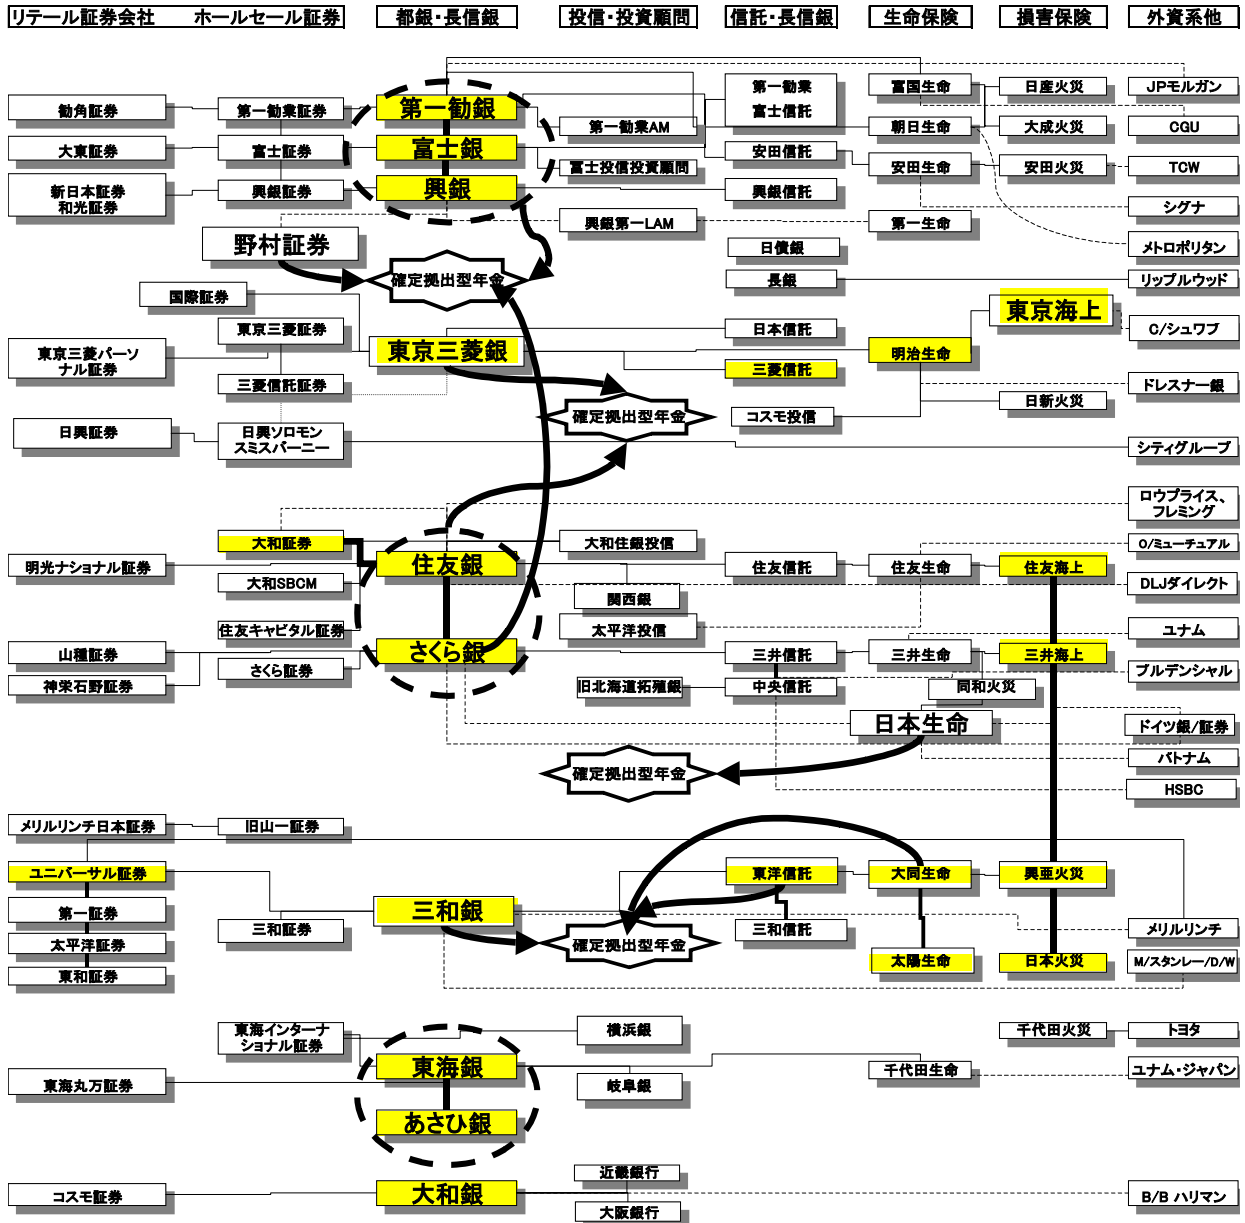 リテール証券会社 ホールセール証券 都銀・長信銀 投信・投資顧問 信託・長信銀 生命保険 損害保険 外資系他
勧角証券 第一勧業証券 第一勧銀 第一勧業AM 第一勧業 富国生命 日産火災 JPモルガン
富士信託 朝日生命 大成火災 CGU
大東証券 富士証券 富士銀 富士投信投資顧問 安田信託 安田生命 安田火災 TCW
新日本証券
和光証券 興銀証券 興銀 興銀信託 シグナ
興銀第一LAM 第一生命
野村証券 日債銀 メトロポリタン
確定拠出型年金 長銀 リップルウッド
国際証券
東京海上
東京三菱証券 日本信託 C/シュワブ
東京三菱パーソ
ナル証券 東京三菱銀 明治生命
三菱信託証券 三菱信託 ドレスナー銀
日新火災
確定拠出型年金 コスモ投信
日興証券 日興ソロモン
スミスバーニー シティグループ
ロウプライス、
フレミング
大和証券 大和住銀投信 O/ミューチュアル
明光ナショナル証券 住友銀 住友信託 住友生命 住友海上
大和SBCM DLJダイレクト
関西銀
住友キャピタル証券 太平洋投信 ユナム
山種証券 さくら銀 三井信託 三井生命 三井海上
さくら証券 プルデンシャル
神栄石野証券 旧北海道拓殖銀 中央信託 同和火災
日本生命 ドイツ銀/証券
パトナム
確定拠出型年金
HSBC
メリルリンチ日本証券 旧山一証券
ユニバーサル証券 東洋信託 大同生命 興亜火災
第一証券 三和銀
三和証券 三和信託 メリルリンチ
太平洋証券 確定拠出型年金
太陽生命 日本火災 M/スタンレー/D/W
東和証券
東海インターナ
ショナル証券 横浜銀 千代田火災 トヨタ
東海銀 千代田生命 ユナム・ジャパン
東海丸万証券 岐阜銀
あさひ銀
近畿銀行
コスモ証券 大和銀 B/B ハリマン
大阪銀行